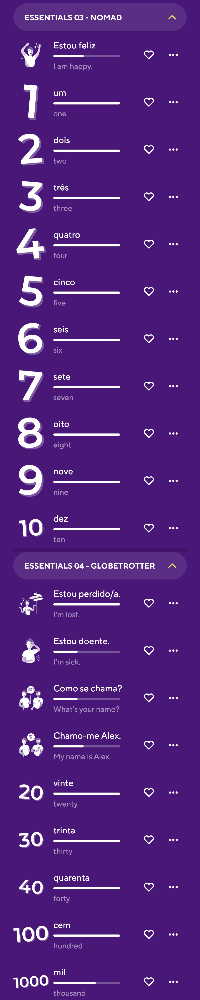 ESSENTIALS 03 - NOMAD
Estou feliz
I am happy.
1
um
one
2
dois
two
3
três
three
4
quatro
four
5
cinco
five
6
seis
six
7
sete
seven
8
oito
eight
9
nove
nine
10
dez
ten
ESSENTIALS 04 - GLOBETROTTER
Estou perdido/a.
I'm lost.
Estou doente.
I'm sick.
Como se chama?
What's your name?
Chamo-me Alex.
My name is Alex.
20
vinte
twenty
30
trinta
thirty
40
quarenta
forty
100
cem
hundred
1000
mil
thousand